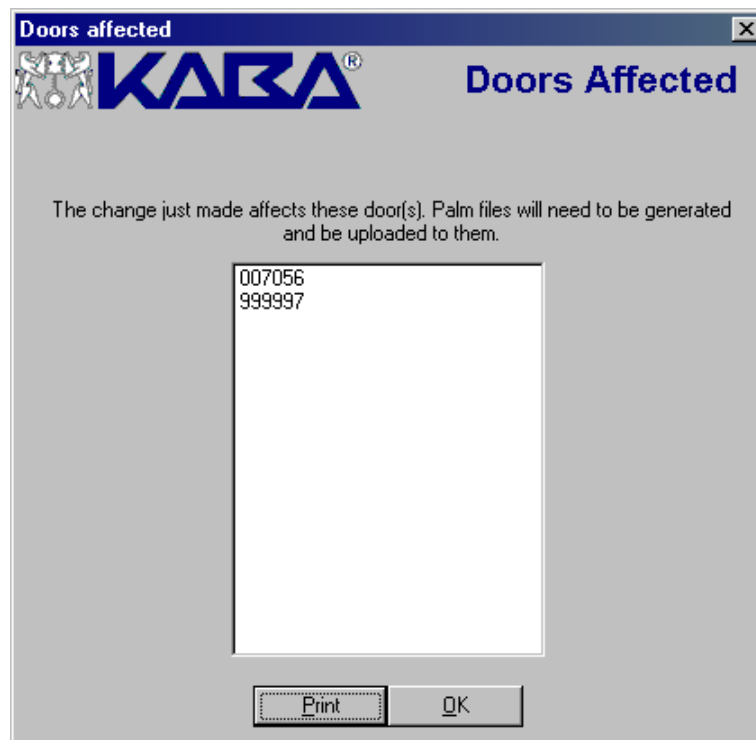 Doors affected
KABA®
Doors Affected
The change just made affects these door(s). Palm files will need to be generated
and be uploaded to them.
007056
999997
Print
OK